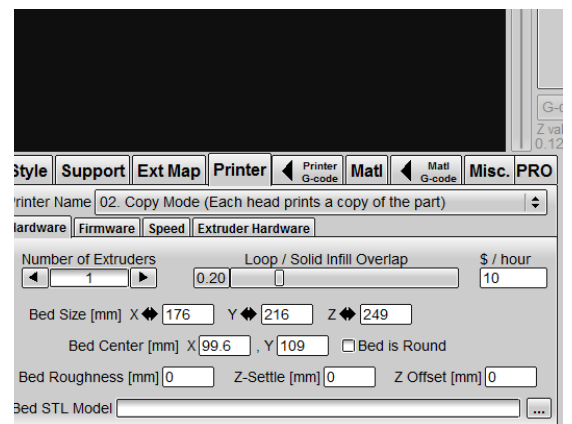 G-c
Z val
0.12
Style Support Ext Map Printer Printer G-code Matl Matl G-code Misc. PRO
Printer Name 02. Copy Mode (Each head prints a copy of the part)
Hardware Firmware Speed Extruder Hardware
Number of Extruders Loop / Solid Infill Overlap $ / hour
1 0.20 10
Bed Size [mm] X 176 Y 216 Z 249
Bed Center [mm] X 99.6 , Y 109 Bed is Round
Bed Roughness [mm] 0 Z-Settle [mm] 0 Z Offset [mm] 0
Bed STL Model ...